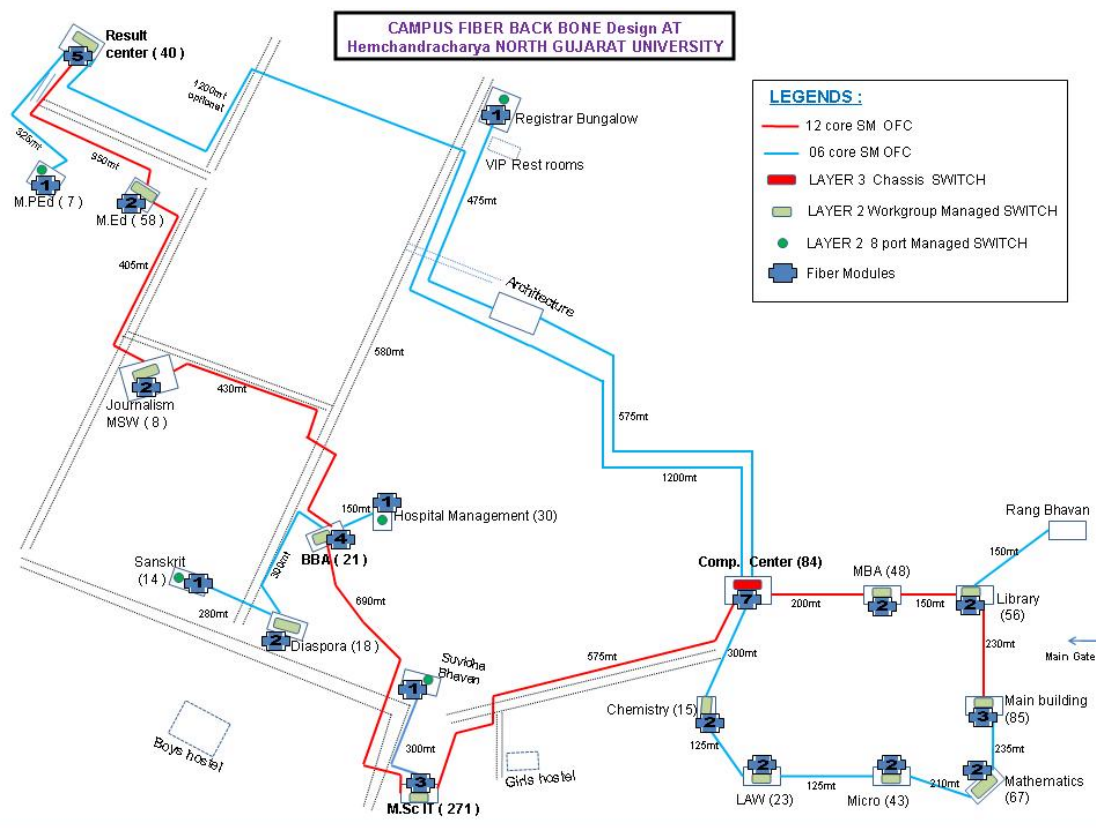 CAMPUS FIBER BACK BONE Design AT
Hemchandracharya NORTH GUJARAT UNIVERSITY
Result
center ( 40 )
5
1200mt
optional
1
Registrar Bungalow
VIP Rest rooms
LEGENDS :
12 core SM OFC
06 core SM OFC
LAYER 3 Chassis SWITCH
LAYER 2 Workgroup Managed SWITCH
LAYER 2 8 port Managed SWITCH
Fiber Modules
325mt
950mt
1
M.PEd ( 7 )
2
M.Ed ( 58 )
475mt
405mt
Architecture
580mt
2
Journalism
MSW ( 8 )
430mt
575mt
1200mt
150mt
1
Hospital Management (30)
4
BBA ( 21 )
300mt
Sanskrit
(14 )
1
280mt
2
Diaspora ( 18 )
690mt
Rang Bhavan
150mt
Comp. Center (84)
7
200mt
MBA ( 48)
2
150mt
2
Library
(56)
230mt
Main Gate
Suvidha
Bhavan
1
575mt
300mt
Chemistry ( 15)
2
Main building
(85)
3
125mt
235mt
Boys hostel
300mt
3
M.Sc IT ( 271 )
Girls hostel
2
LAW ( 23)
125mt
2
Micro ( 43)
210mt
2
Mathematics
(67)